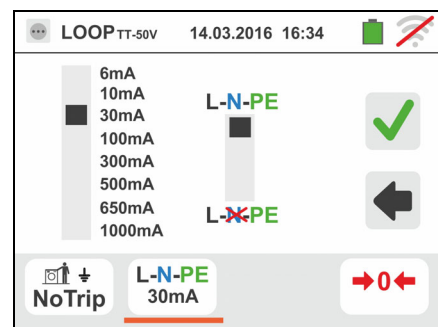 LOOP TT-50V 14.03.2016 16:34
6mA
10mA
30mA
100mA
300mA
500mA
650mA
1000mA
L-N-PE
L-N-PE
NoTrip
L-N-PE
30mA
0